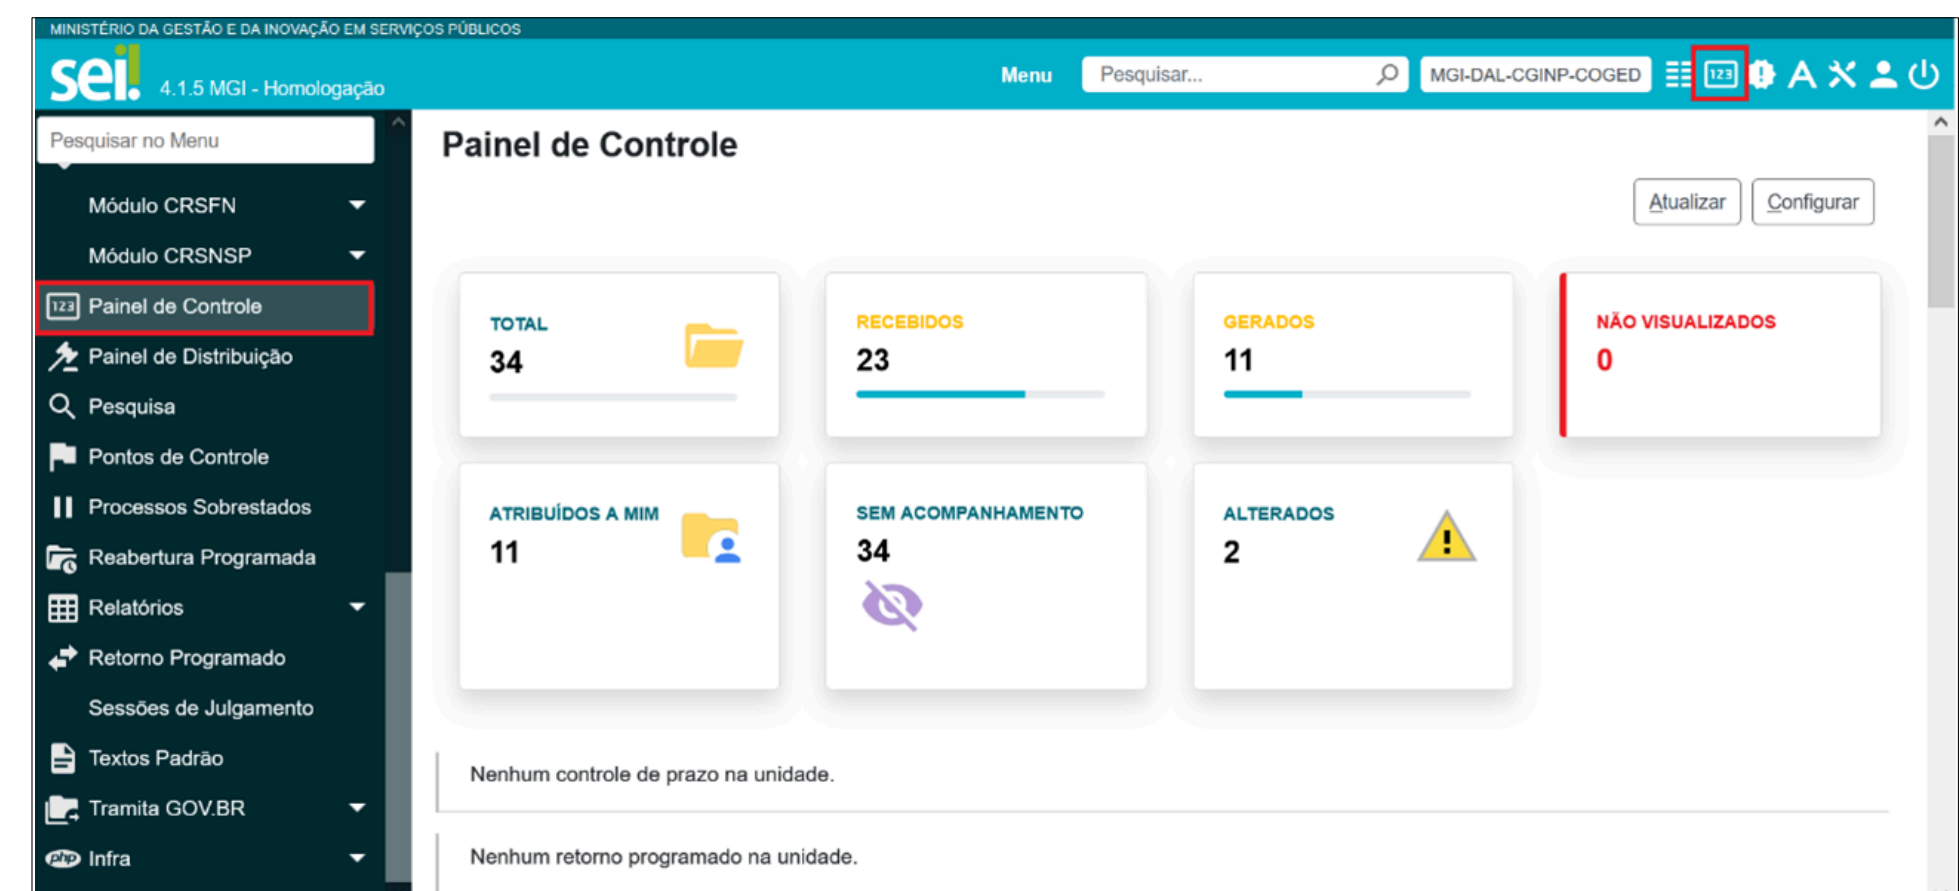 MINISTÉRIO DA GESTÃO E DA INOVAÇÃO EM SERVIÇOS PÚBLICOS
sei!
4.1.5 MGI - Homologação
Menu
Pesquisar...
MGI-DAL-CGINP-COGED
123
Pesquisar no Menu
Módulo CRSFN
Módulo CRSNSP
123 Painel de Controle
Painel de Distribuição
Pesquisa
Pontos de Controle
Processos Sobrestados
Reabertura Programada
Relatórios
Retorno Programado
Sessões de Julgamento
Textos Padrão
Tramita GOV.BR
php Infra
Painel de Controle
Atualizar
Configurar
TOTAL
34
RECEBIDOS
23
GERADOS
11
NÃO VISUALIZADOS
0
ATRIBUÍDOS A MIM
11
SEM ACOMPANHAMENTO
34
ALTERADOS
2
Nenhum controle de prazo na unidade.
Nenhum retorno programado na unidade.